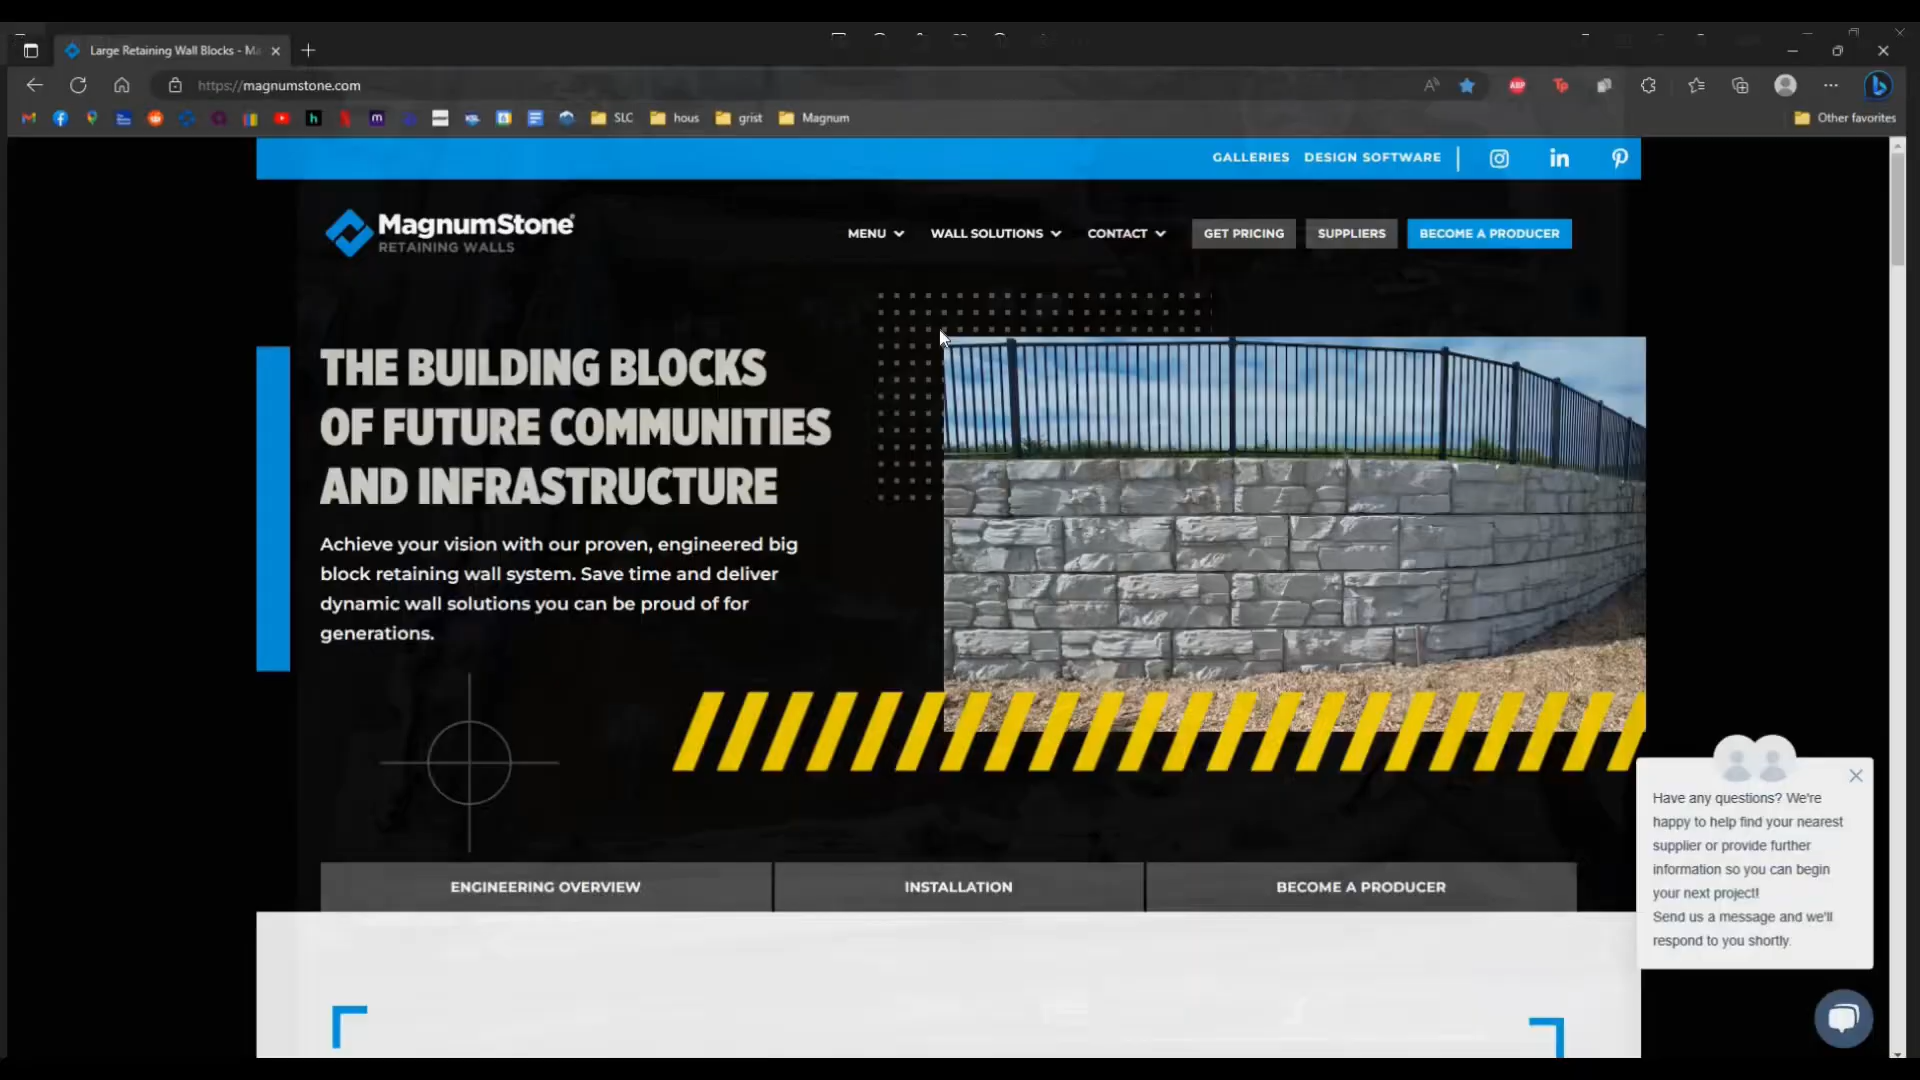 Large Retaining Wall Blocks - Ma
https://magnumstone.com
SLC
hous
grist
Magnum
Other favorites
GALLERIES
DESIGN SOFTWARE
MagnumStone
RETAINING WALLS
MENU
WALL SOLUTIONS
CONTACT
GET PRICING
SUPPLIERS
BECOME A PRODUCER
THE BUILDING BLOCKS
OF FUTURE COMMUNITIES
AND INFRASTRUCTURE
Achieve your vision with our proven, engineered big
block retaining wall system. Save time and deliver
dynamic wall solutions you can be proud of for
generations.
ENGINEERING OVERVIEW
INSTALLATION
BECOME A PRODUCER
Have any questions? We're
happy to help find your nearest
supplier or provide further
information so you can begin
your next project!
Send us a message and we'll
respond to you shortly.